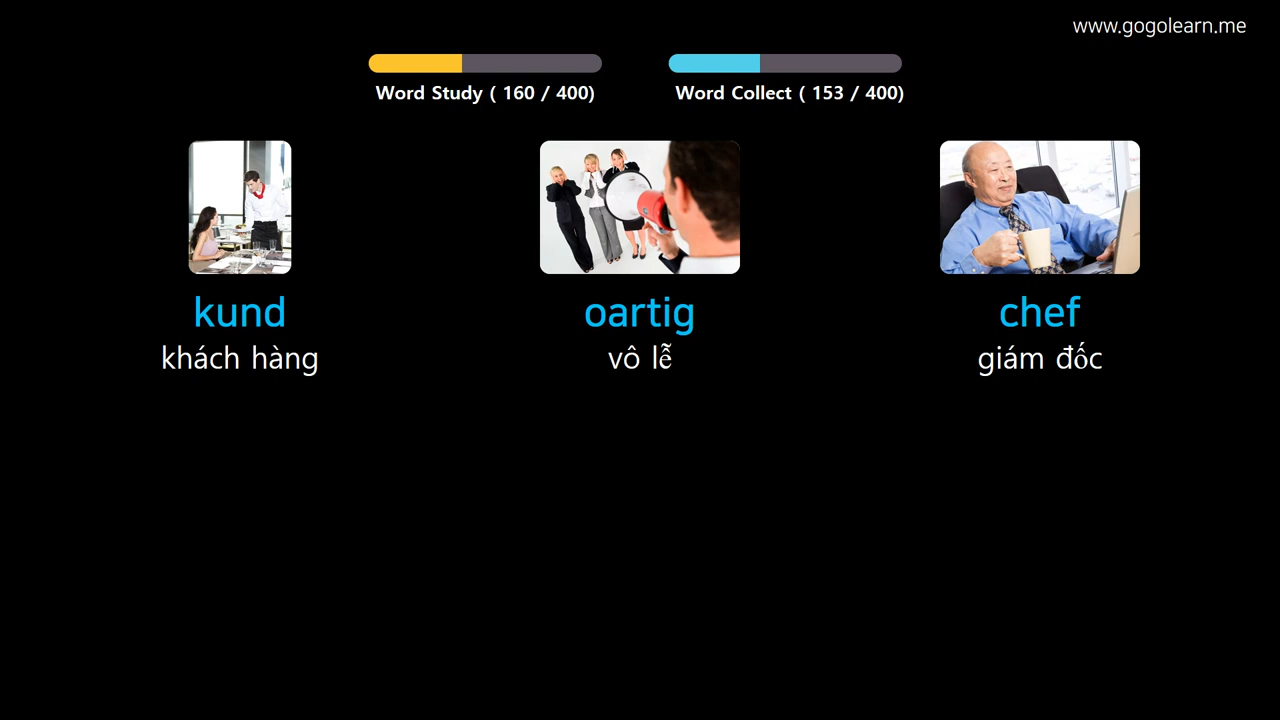 www.gogolearn.me
Word Study ( 160 / 400)
Word Collect ( 153 / 400)
kund
oartig
chef
khách hàng
vô lễ
giám đốc